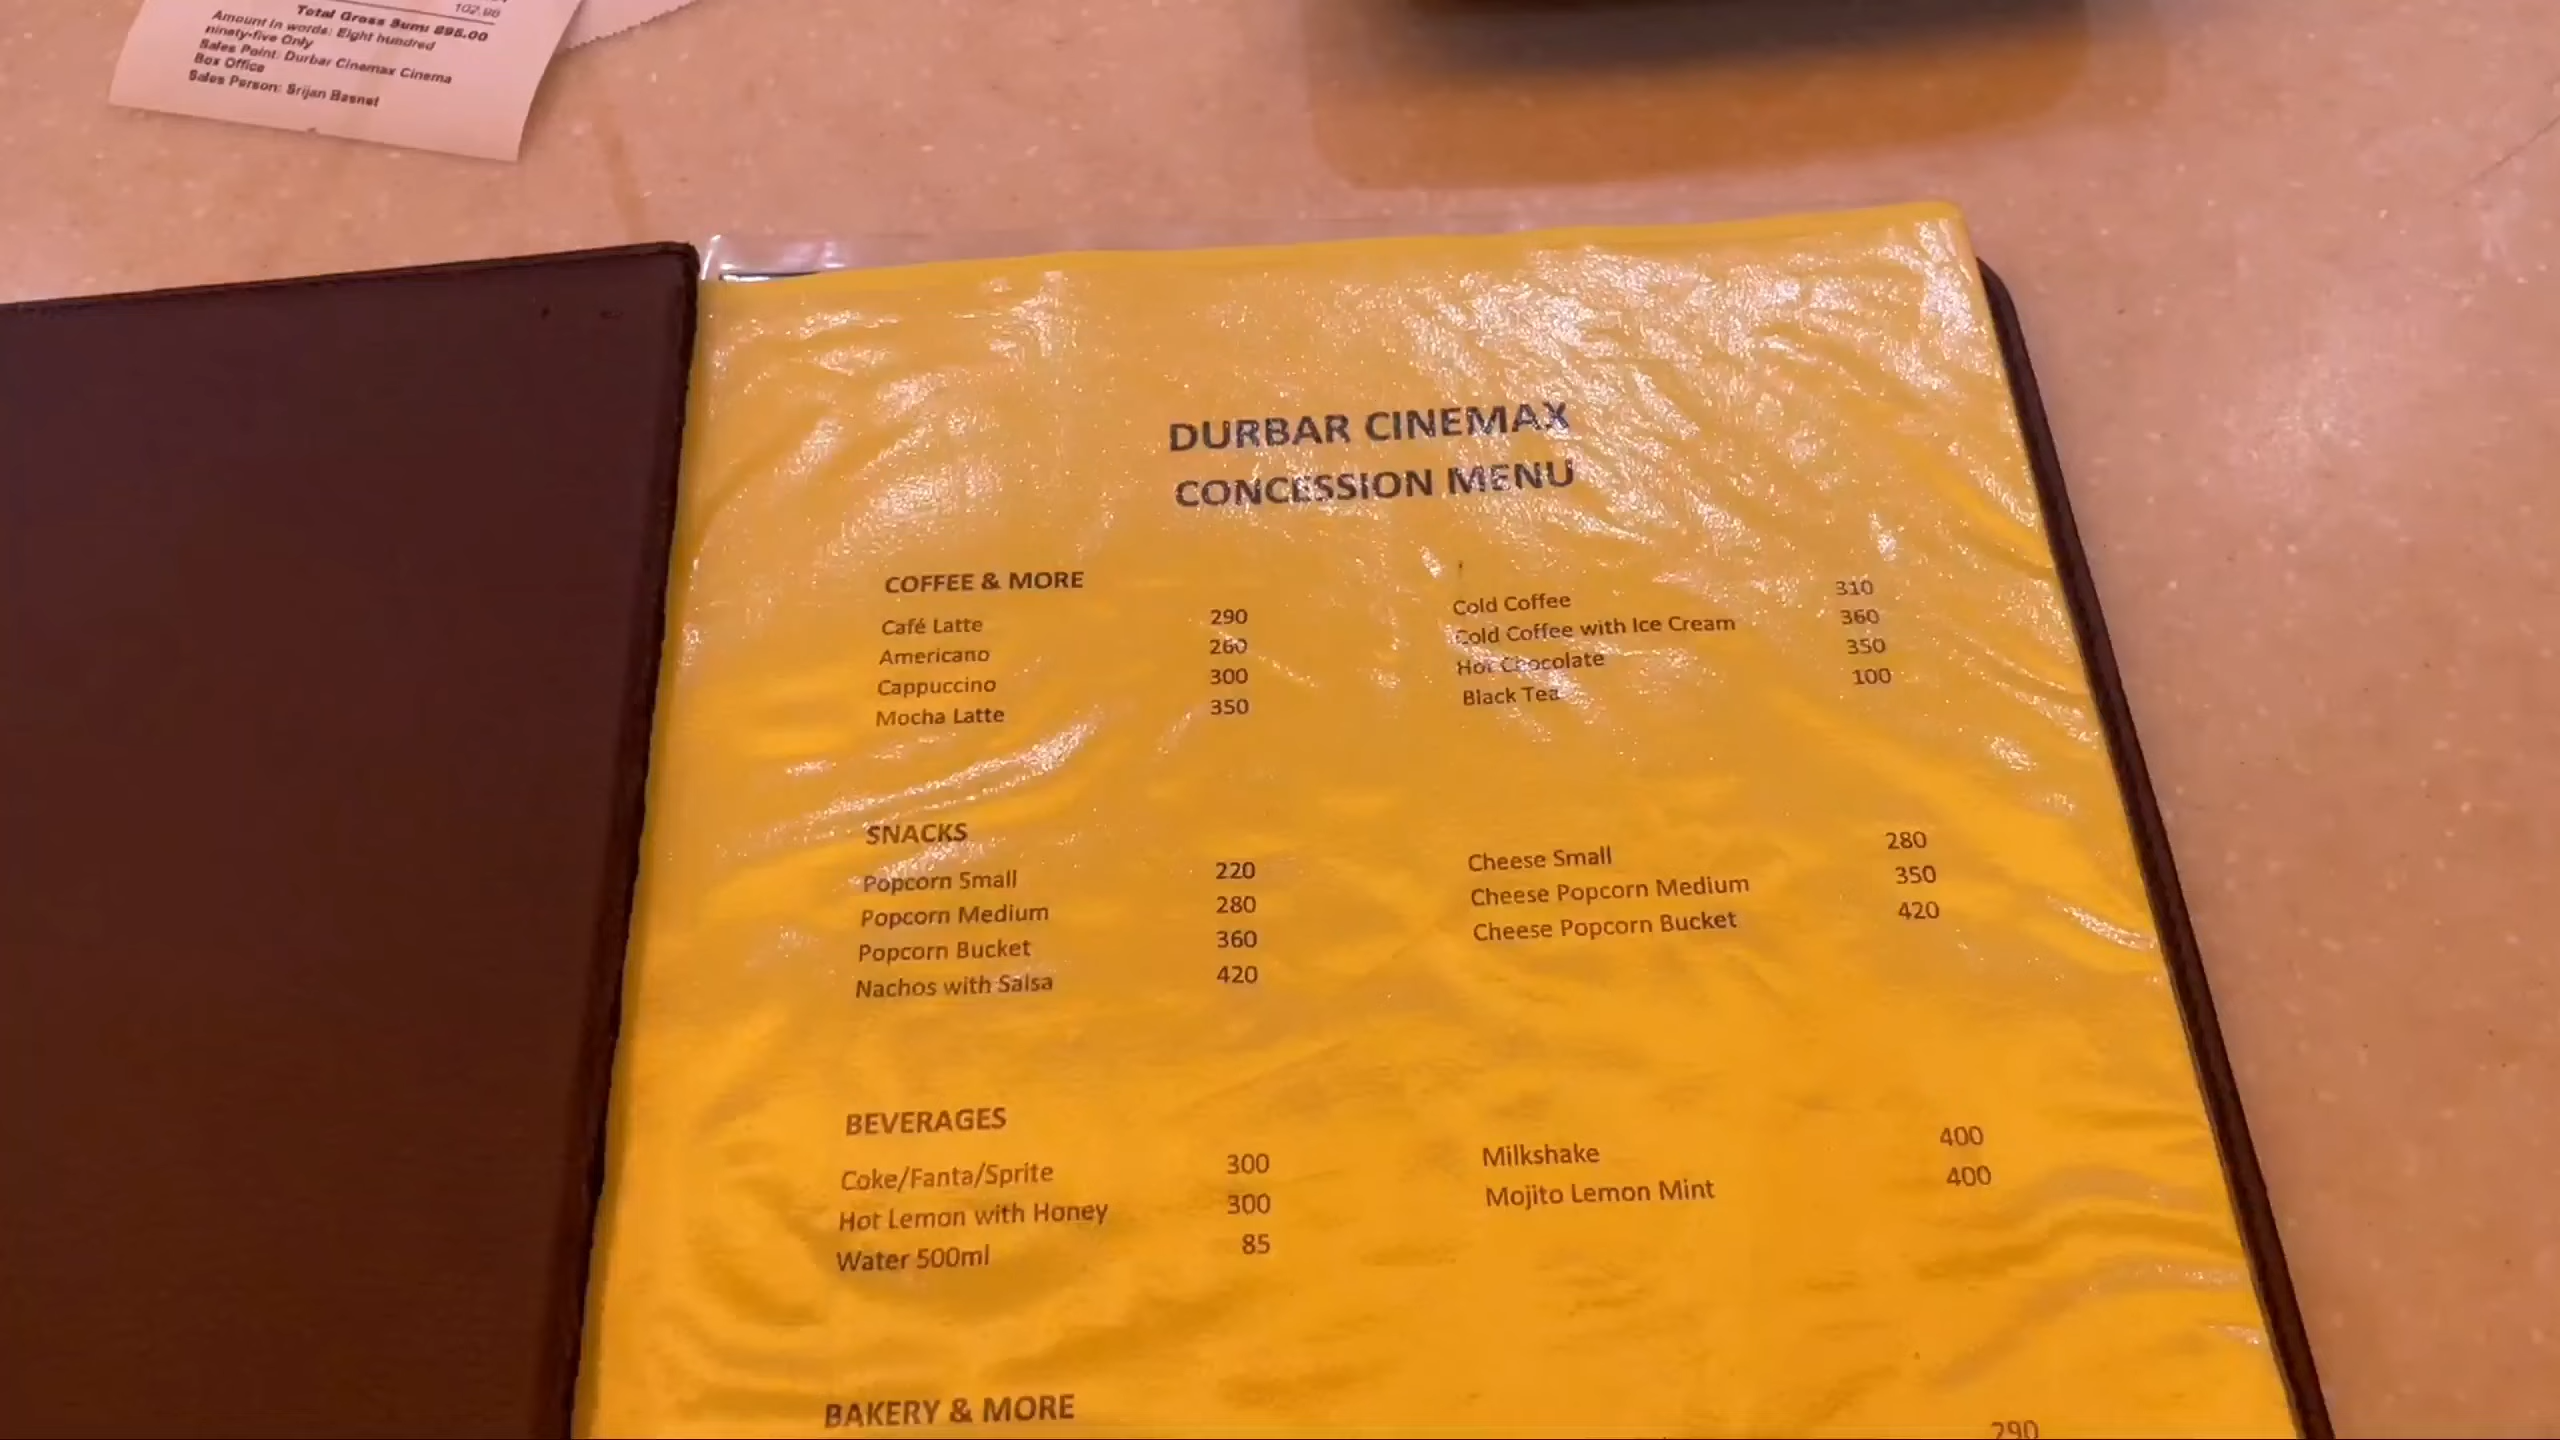 102.96
Total Gross Sum: 895.00
Amount in words: Eight hundred
ninety-five Only
Sales Point: Durbar Cinemax Cinema
Box Office
Sales Person: Srijan Basnet
DURBAR CINEMAX
CONCESSION MENU
COFFEE & MORE
Café Latte 290
Americano 260
Cappuccino 300
Mocha Latte 350
Cold Coffee 310
Cold Coffee with Ice Cream 360
Hot Chocolate 350
Black Tea 100
SNACKS
Popcorn Small 220
Popcorn Medium 280
Popcorn Bucket 360
Nachos with Salsa 420
Cheese Small 280
Cheese Popcorn Medium 350
Cheese Popcorn Bucket 420
BEVERAGES
Coke/Fanta/Sprite 300
Hot Lemon with Honey 300
Water 500ml 85
Milkshake 400
Mojito Lemon Mint 400
BAKERY & MORE
290